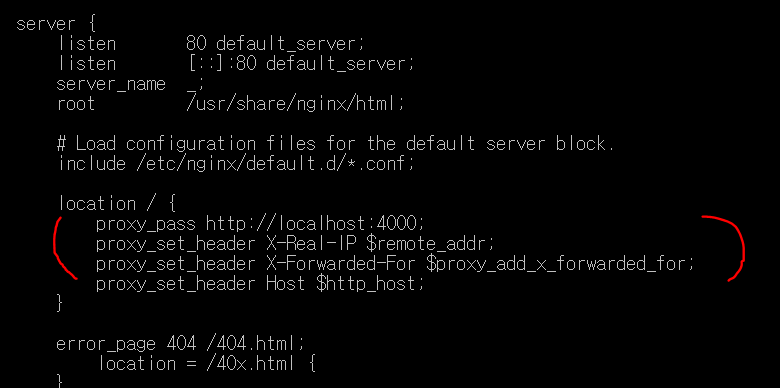 server {
    listen       80 default_server;
    listen       [::]:80 default_server;
    server_name  _;
    root         /usr/share/nginx/html;

    # Load configuration files for the default server block.
    include /etc/nginx/default.d/*.conf;

    location / {
        proxy_pass http://localhost:4000;
        proxy_set_header X-Real-IP $remote_addr;
        proxy_set_header X-Forwarded-For $proxy_add_x_forwarded_for;
        proxy_set_header Host $http_host;
    }

    error_page 404 /404.html;
        location = /40x.html {
    }